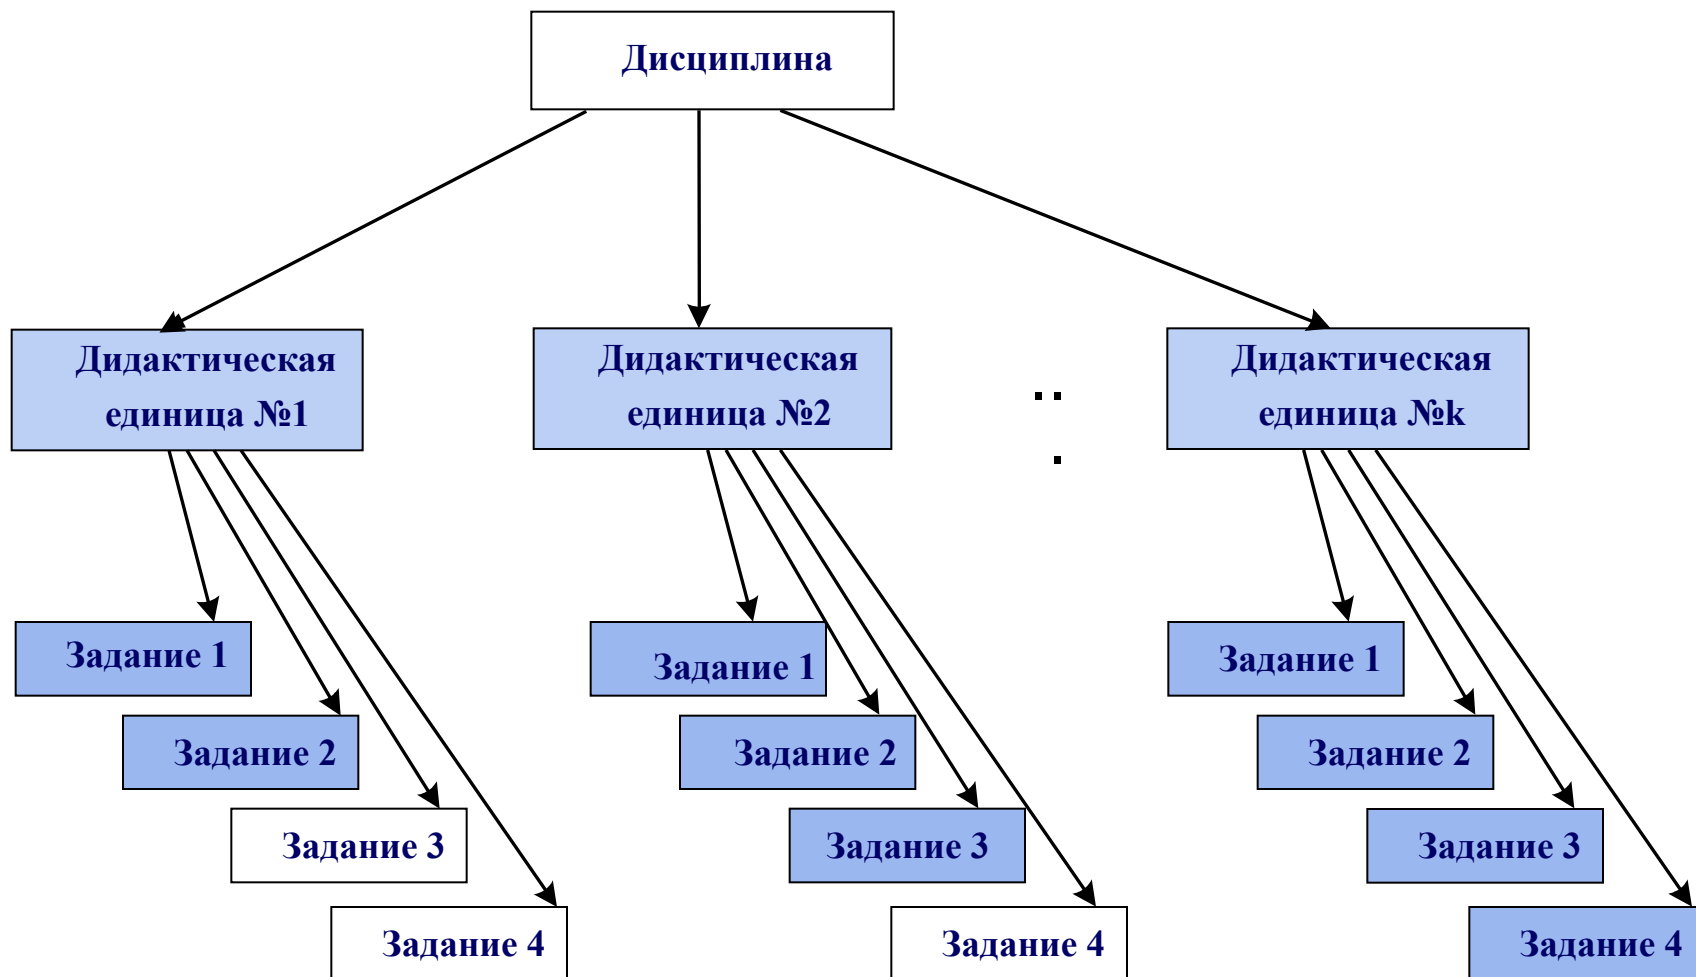 Дисциплина
Дидактическая
единица №1
Дидактическая
единица №2
..
.
Дидактическая
единица №k
Задание 1
Задание 2
Задание 3
Задание 4
Задание 1
Задание 2
Задание 3
Задание 4
Задание 1
Задание 2
Задание 3
Задание 4